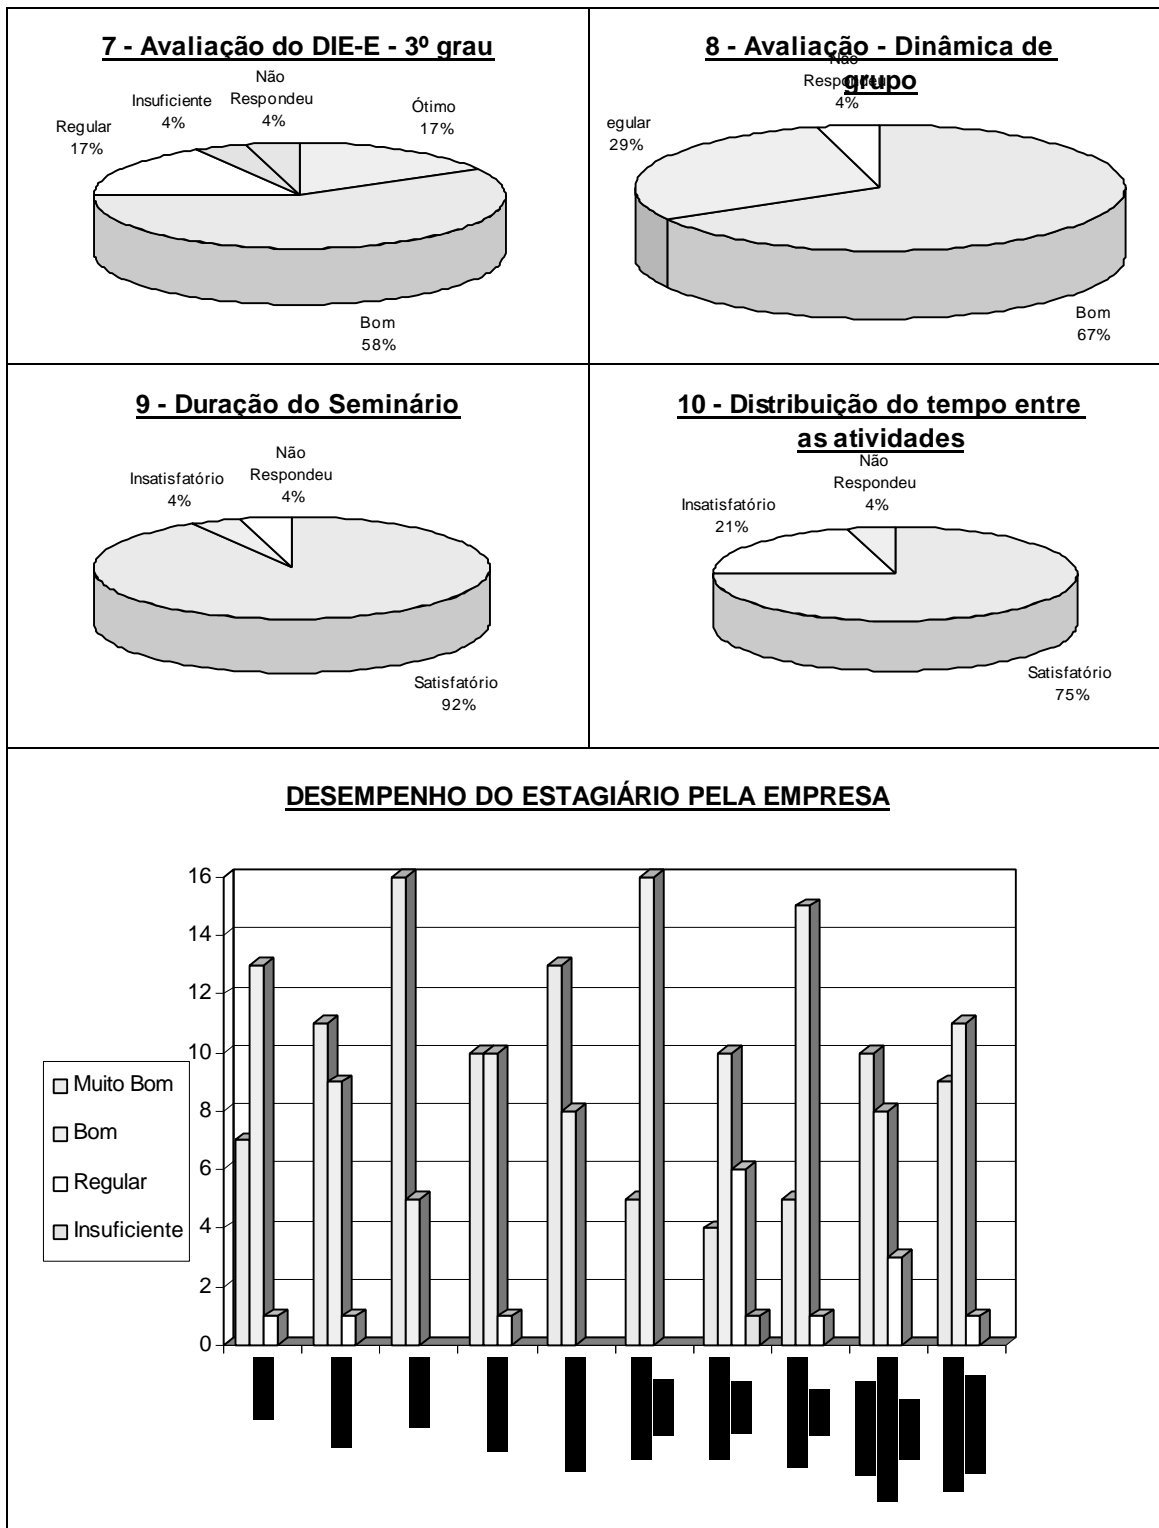 7 - Avaliação do DIE-E - 3º grau
Não
Respondeu
4%
Insuficiente
4%
Ótimo
17%
Regular
17%
Bom
58%
8 - Avaliação - Dinâmica de
grupo
Não
Respondeu
4%
egular
29%
Bom
67%
9 - Duração do Seminário
Não
Respondeu
4%
Insatisfatório
4%
Satisfatório
92%
10 - Distribuição do tempo entre
as atividades
Não
Respondeu
4%
Insatisfatório
21%
Satisfatório
75%
DESEMPENHO DO ESTAGIÁRIO PELA EMPRESA
16
14
12
10
8
6
4
2
0
Muito Bom
Bom
Regular
Insuficiente